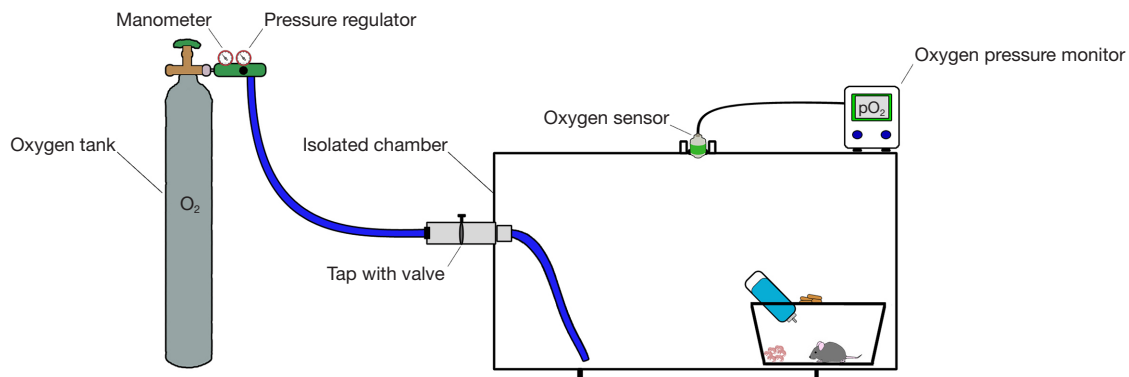 Manometer
Pressure regulator
Oxygen pressure monitor
pO₂
Oxygen sensor
Oxygen tank
Isolated chamber
O₂
Tap with valve